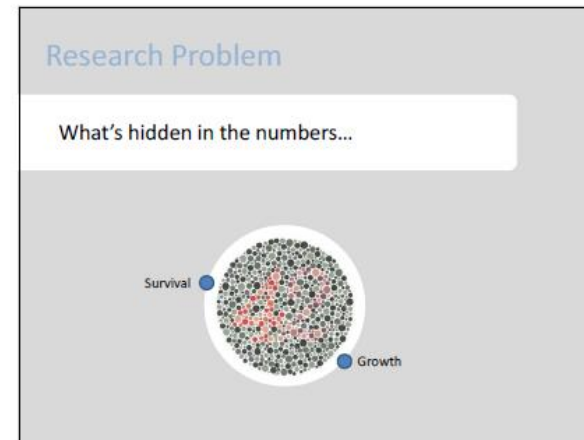 Research Problem
What's hidden in the numbers...
Survival
42
Growth